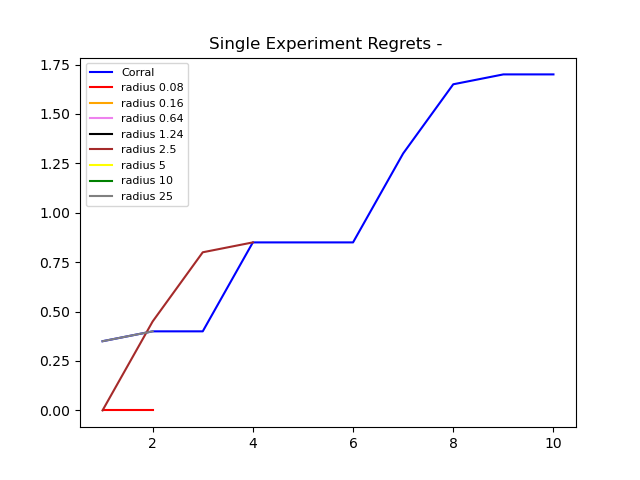 Single Experiment Regrets -
1.75
1.50
1.25
1.00
0.75
0.50
0.25
0.00
Corral
radius 0.08
radius 0.16
radius 0.64
radius 1.24
radius 2.5
radius 5
radius 10
radius 25
2 4 6 8 10